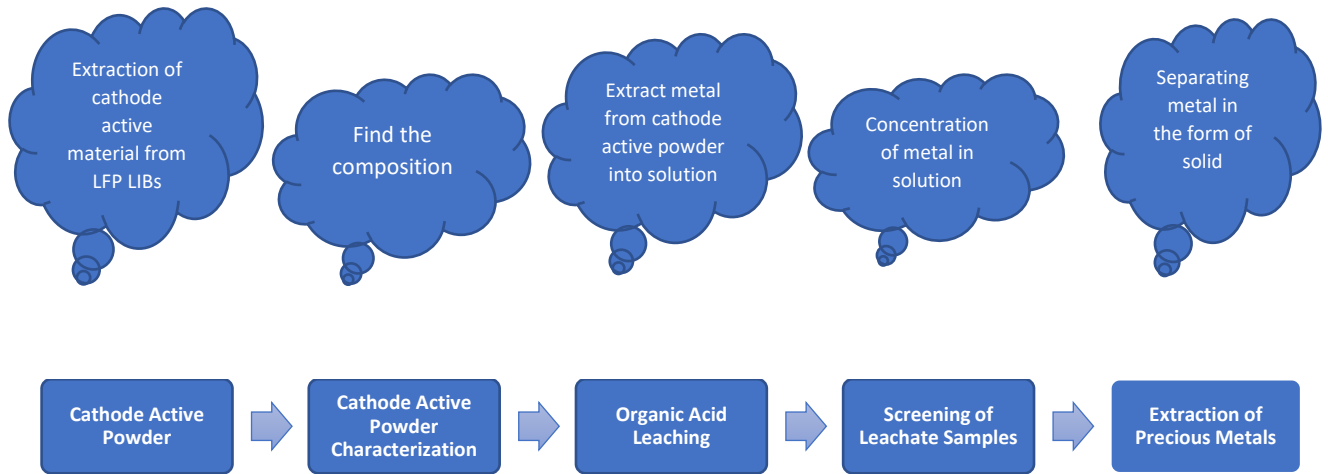 Extraction of
cathode
active
material from
LFP LIBs
Find the
composition
Extract metal
from cathode
active powder
into solution
Concentration
of metal in
solution
Separating
metal in
the form of
solid
Cathode Active
Powder
Cathode Active
Powder
Characterization
Organic Acid
Leaching
Screening of
Leachate Samples
Extraction of
Precious Metals